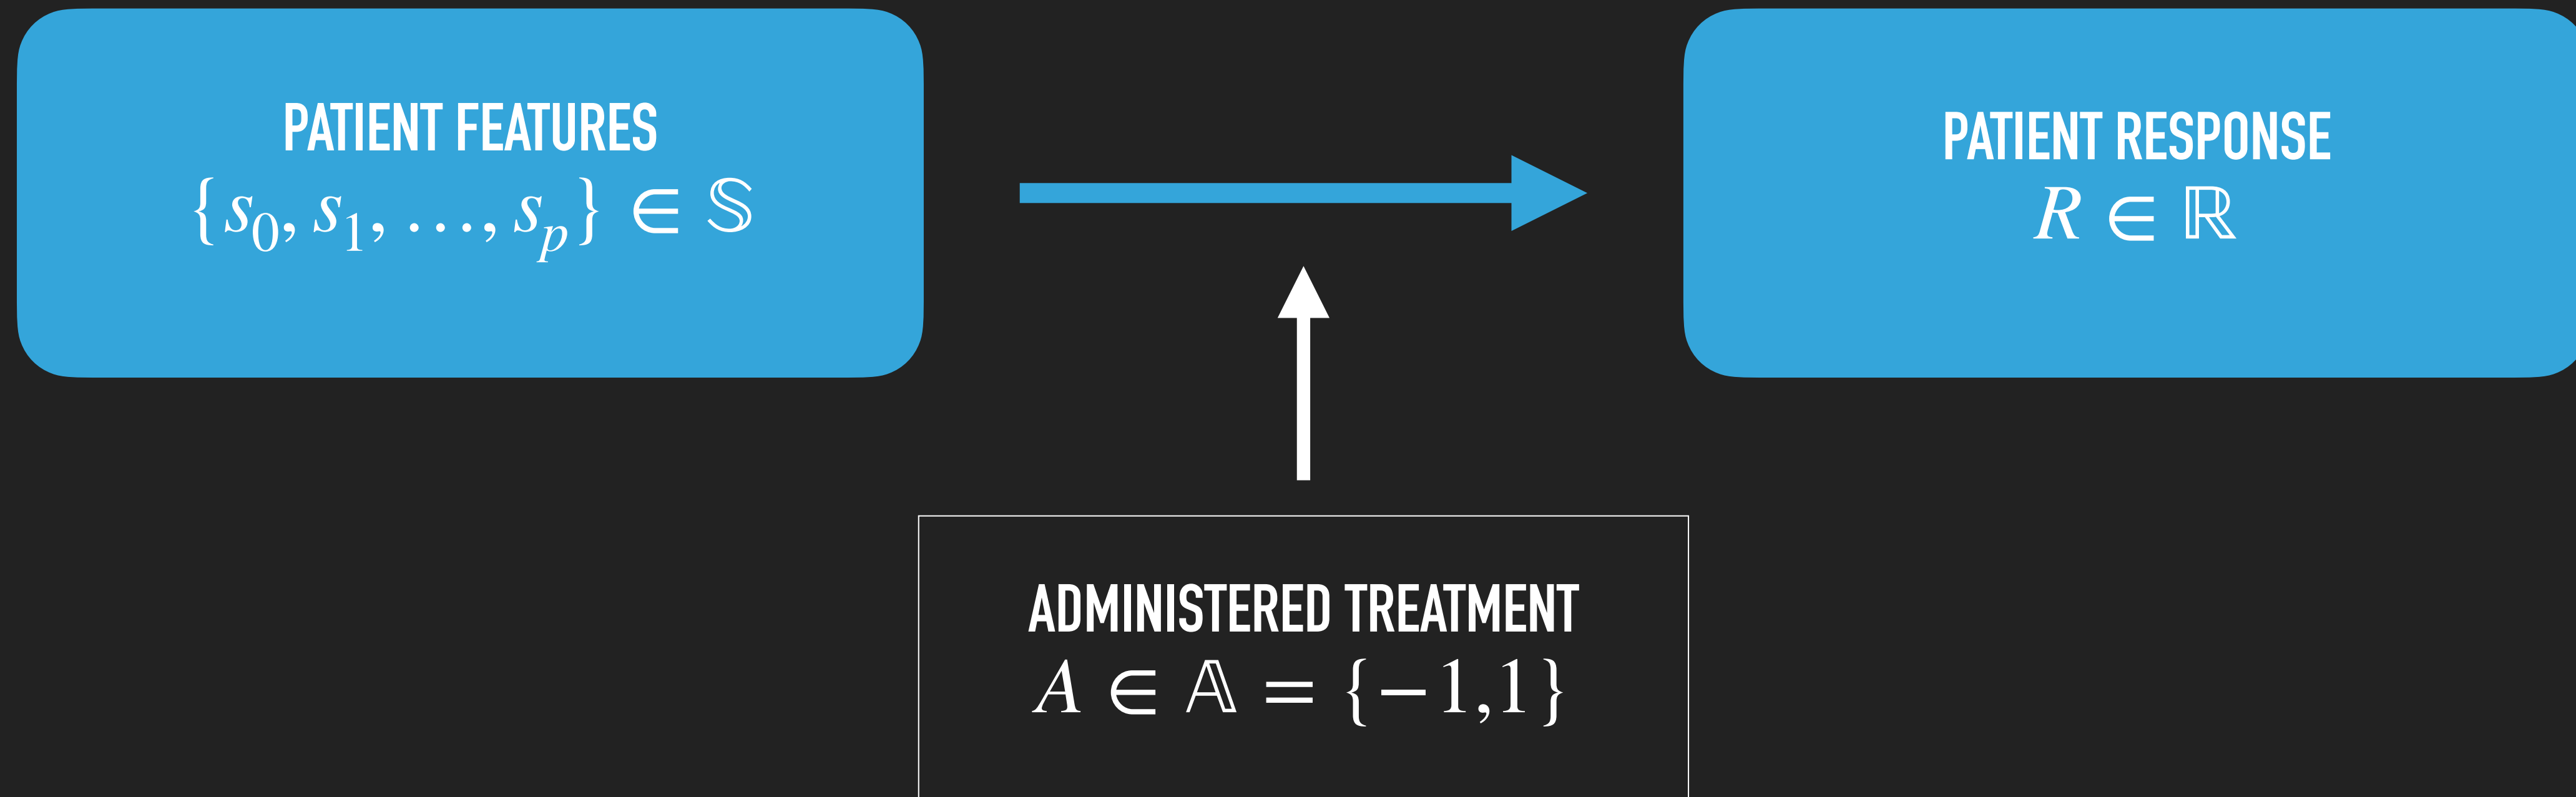 PATIENT FEATURES
{s₀, s₁, …, sₚ} ∈ 𝕊
PATIENT RESPONSE
R ∈ ℝ
ADMINISTERED TREATMENT
A ∈ 𝔸 = {−1,1}